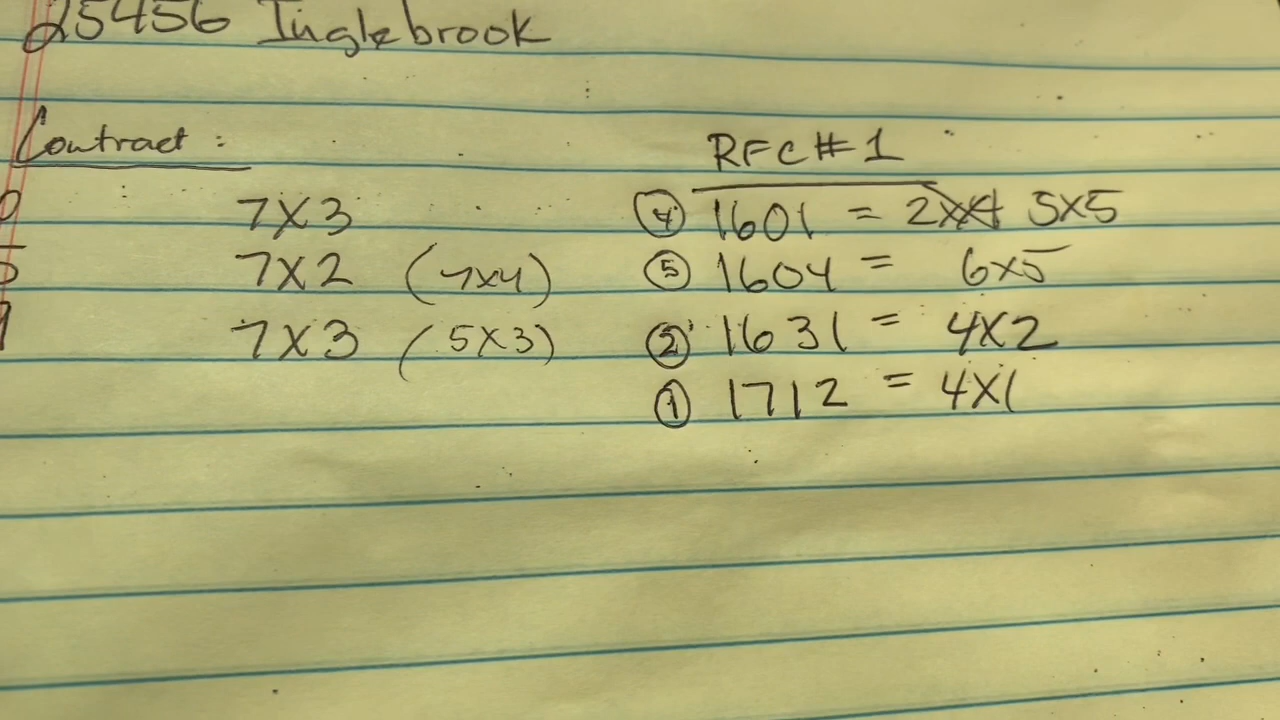 25456 Inglebrook
Contract :
RFC # 1
7X3
④ 1601 = 5X5
7X2 (7x4)
⑤ 1604 = 6x5
7X3 (5X3)
② 1631 = 4X2
① 1712 = 4X1